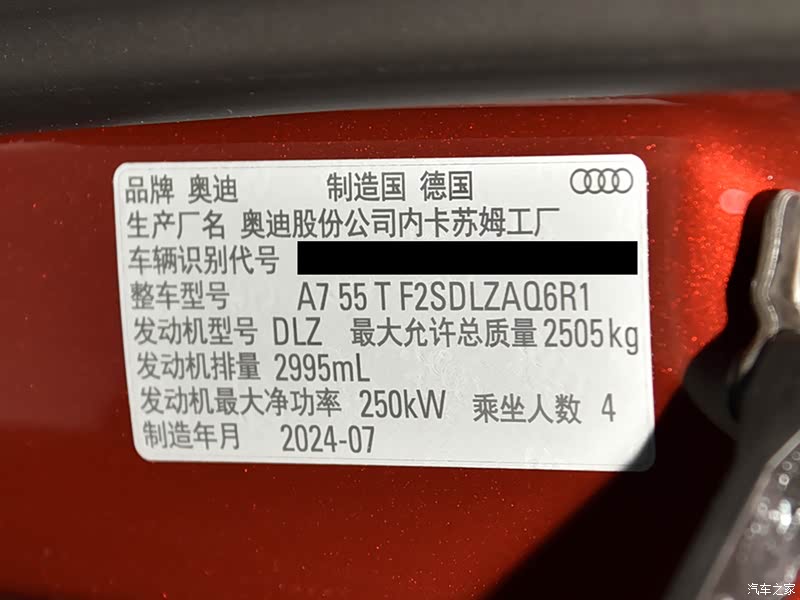 品牌 奥迪 制造国 德国
生产厂名 奥迪股份公司内卡苏姆工厂
车辆识别代号
整车型号 A7 55 T F2SDLZAQ6R1
发动机型号 DLZ 最大允许总质量 2505kg
发动机排量 2995mL
发动机最大净功率 250kW 乘坐人数 4
制造年月 2024-07
汽车之家